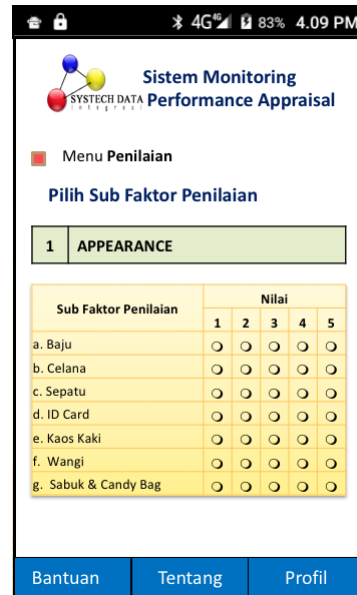 4G 4G 83% 4.09 PM
Sistem Monitoring
SYSTECH DATA Performance Appraisal
integrasi
Menu Penilaian
Pilih Sub Faktor Penilaian
1 APPEARANCE
Sub Faktor Penilaian Nilai
1 2 3 4 5
a. Baju
b. Celana
c. Sepatu
d. ID Card
e. Kaos Kaki
f. Wangi
g. Sabuk & Candy Bag
Bantuan Tentang Profil